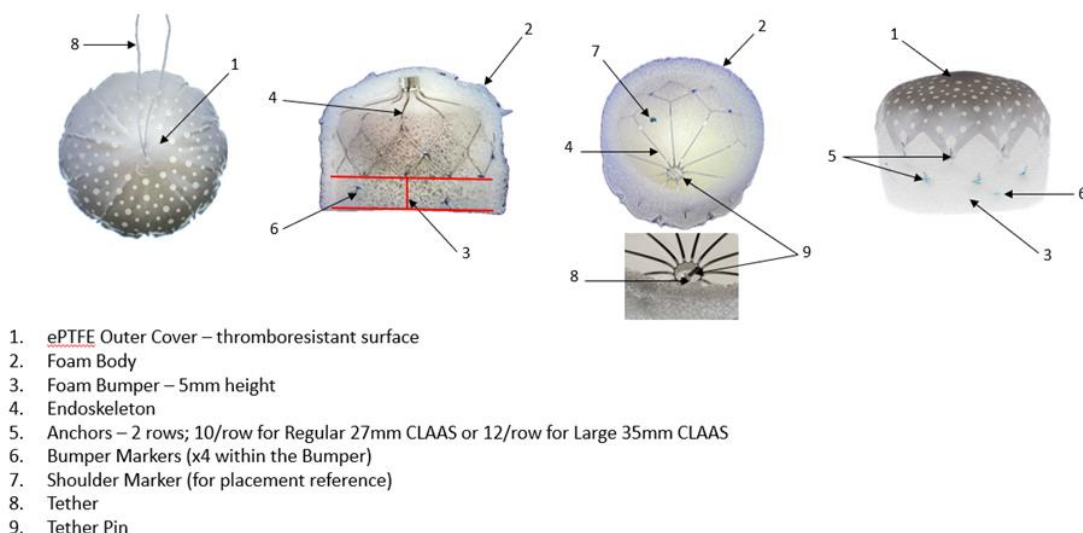 8
1
2
4
6
3
2
7
4
9
8
1
5
6
3
1. ePTFE Outer Cover – thromboresistant surface
2. Foam Body
3. Foam Bumper – 5mm height
4. Endoskeleton
5. Anchors – 2 rows; 10/row for Regular 27mm CLAAS or 12/row for Large 35mm CLAAS
6. Bumper Markers (x4 within the Bumper)
7. Shoulder Marker (for placement reference)
8. Tether
9. Tether Pin